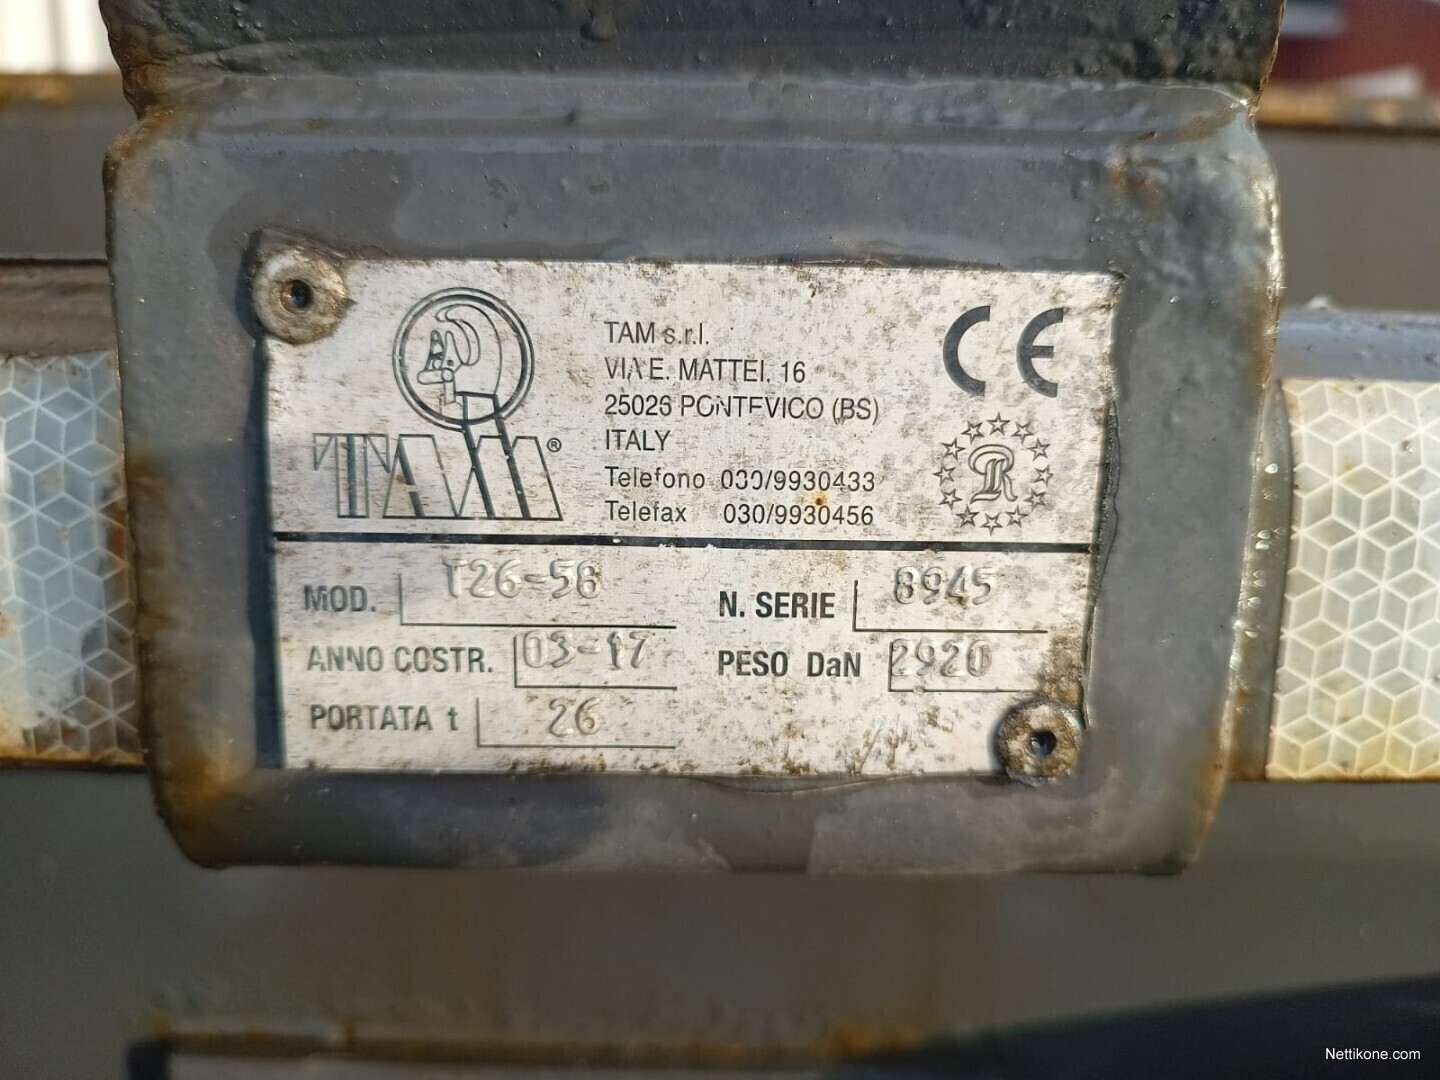 TAM s.r.l.
VIA E. MATTEI, 16
25026 PONTEVICO (BS)
ITALY
Telefono 030/9930433
Telefax 030/9930456
CE
TAM®
R
MOD. T26-58
N. SERIE 8945
ANNO COSTR. 03-17
PESO DaN 2920
PORTATA t 26
Nettikone.com